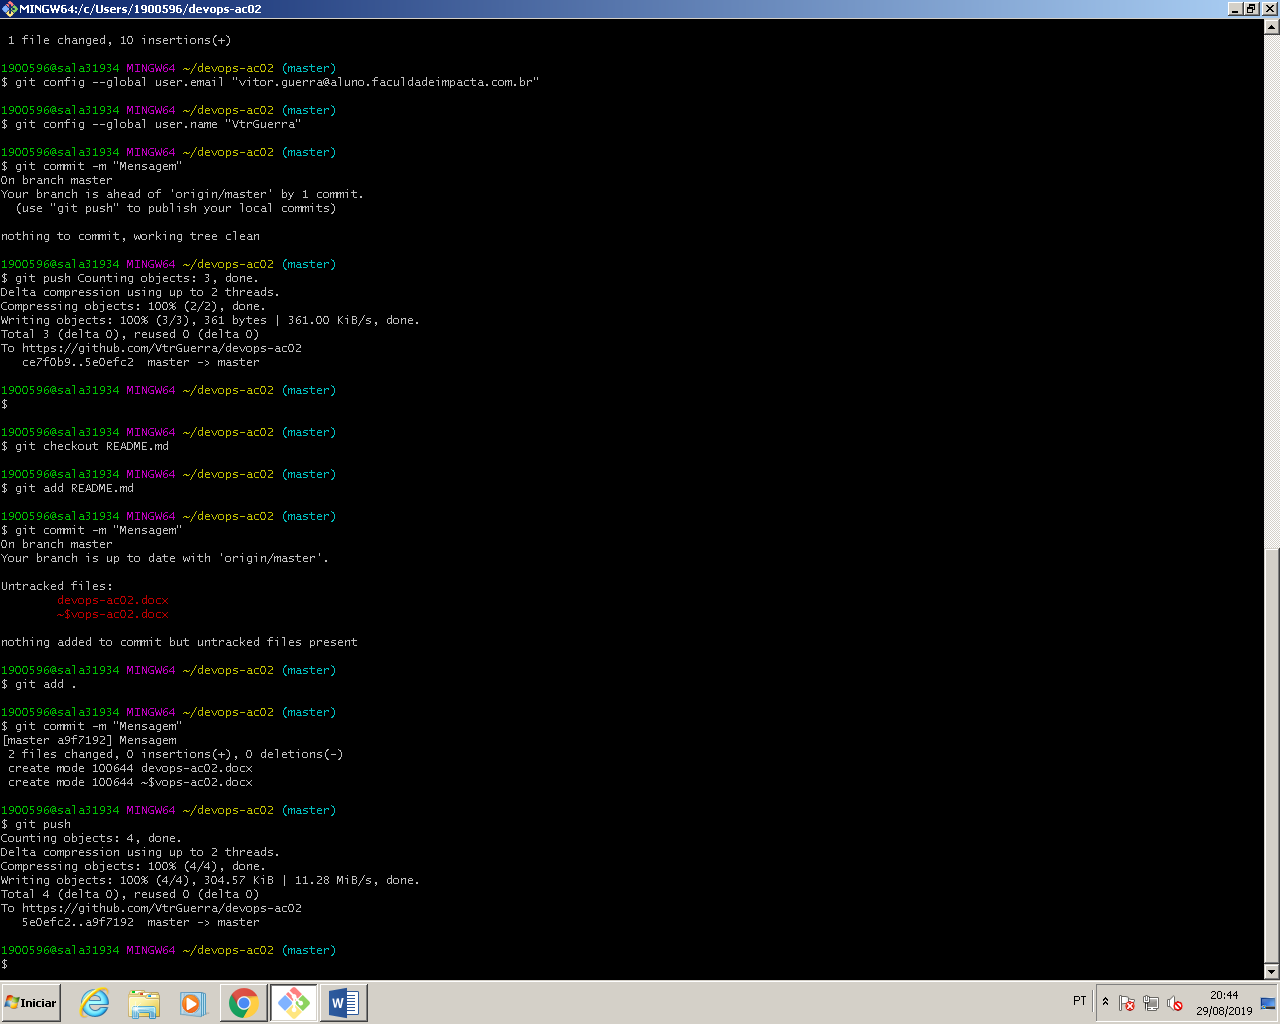 MINGW64:/c/Users/1900596/devops-ac02
1 file changed, 10 insertions(+)
1900596@sala31934 MINGW64 ~/devops-ac02 (master)
$ git config --global user.email "vitor.guerra@aluno.faculdadeimpacta.com.br"
1900596@sala31934 MINGW64 ~/devops-ac02 (master)
$ git config --global user.name "VtrGuerra"
1900596@sala31934 MINGW64 ~/devops-ac02 (master)
$ git commit -m "Mensagem"
On branch master
Your branch is ahead of 'origin/master' by 1 commit.
(use "git push" to publish your local commits)
nothing to commit, working tree clean
1900596@sala31934 MINGW64 ~/devops-ac02 (master)
$ git push Counting objects: 3, done.
Delta compression using up to 2 threads.
Compressing objects: 100% (2/2), done.
Writing objects: 100% (3/3), 361 bytes | 361.00 KiB/s, done.
Total 3 (delta 0), reused 0 (delta 0)
To https://github.com/VtrGuerra/devops-ac02
ce7f0b9..5e0efc2  master -> master
1900596@sala31934 MINGW64 ~/devops-ac02 (master)
$
1900596@sala31934 MINGW64 ~/devops-ac02 (master)
$ git checkout README.md
1900596@sala31934 MINGW64 ~/devops-ac02 (master)
$ git add README.md
1900596@sala31934 MINGW64 ~/devops-ac02 (master)
$ git commit -m "Mensagem"
On branch master
Your branch is up to date with 'origin/master'.
Untracked files:
devops-ac02.docx
~$vops-ac02.docx
nothing added to commit but untracked files present
1900596@sala31934 MINGW64 ~/devops-ac02 (master)
$ git add .
1900596@sala31934 MINGW64 ~/devops-ac02 (master)
$ git commit -m "Mensagem"
[master a9f7192] Mensagem
2 files changed, 0 insertions(+), 0 deletions(-)
create mode 100644 devops-ac02.docx
create mode 100644 ~$vops-ac02.docx
1900596@sala31934 MINGW64 ~/devops-ac02 (master)
$ git push
Counting objects: 4, done.
Delta compression using up to 2 threads.
Compressing objects: 100% (4/4), done.
Writing objects: 100% (4/4), 304.57 KiB | 11.28 MiB/s, done.
Total 4 (delta 0), reused 0 (delta 0)
To https://github.com/VtrGuerra/devops-ac02
5e0efc2..a9f7192  master -> master
1900596@sala31934 MINGW64 ~/devops-ac02 (master)
$
Iniciar
PT
20:44
29/08/2019